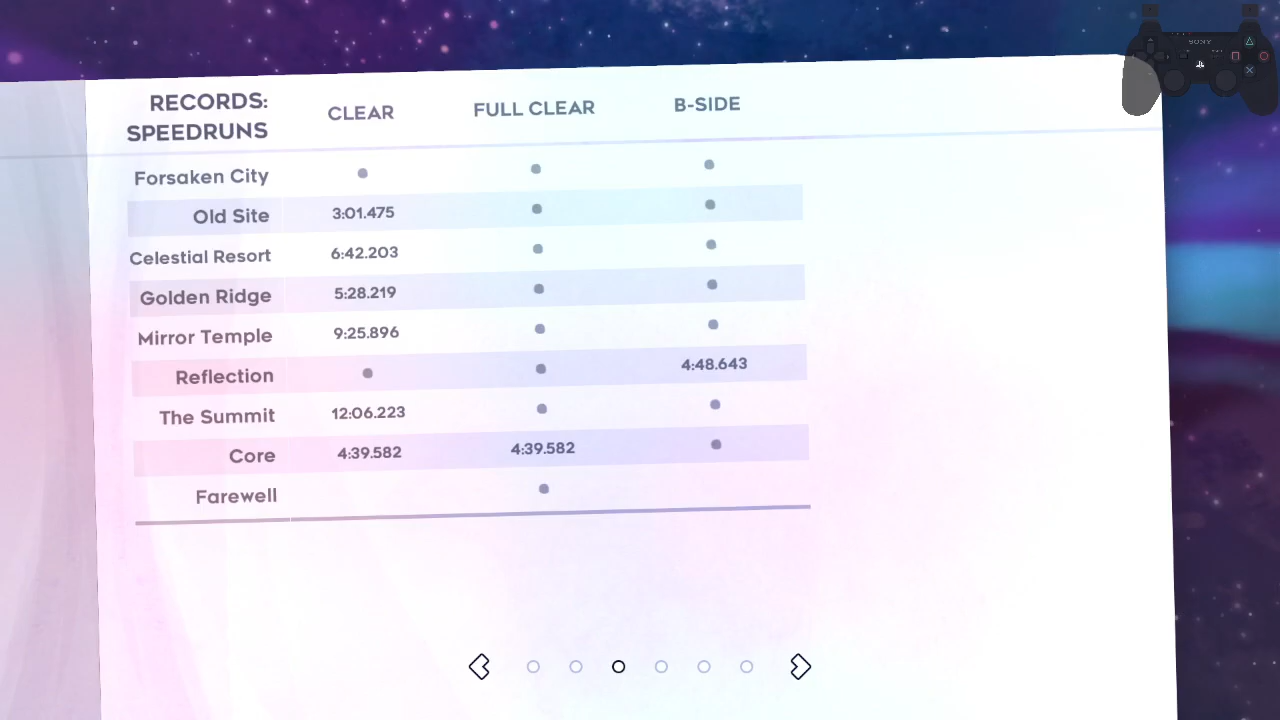 RECORDS: CLEAR FULL CLEAR B-SIDE
SPEEDRUNS
Forsaken City
Old Site 3:01.475
Celestial Resort 6:42.203
Golden Ridge 5:28.219
Mirror Temple 9:25.896
Reflection 4:48.643
The Summit 12:06.223
Core 4:39.582 4:39.582
Farewell
SONY